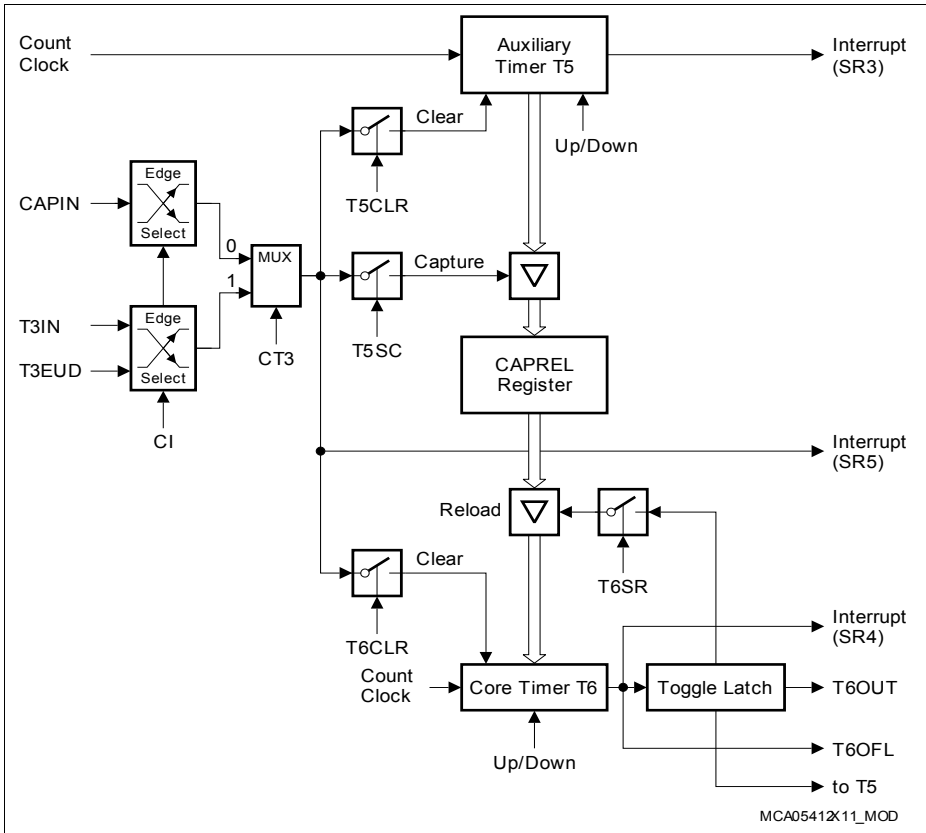 Count
Clock
Auxiliary
Timer T5
Interrupt
(SR3)
Clear
Up/Down
T5CLR
Edge
Select
CAPIN
0
MUX
1
Capture
T5SC
CT3
Edge
Select
T3IN
T3EUD
CI
CAPREL
Register
Interrupt
(SR5)
Reload
T6SR
Clear
T6CLR
Interrupt
(SR4)
Count
Clock
Core Timer T6
Toggle Latch
T6OUT
Up/Down
T6OFL
to T5
MCA05412X11_MOD